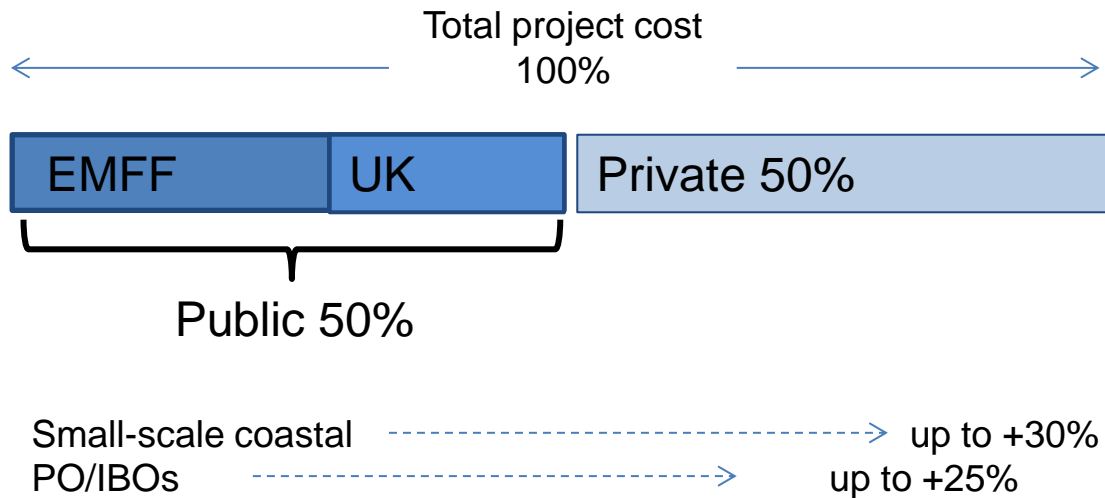 Total project cost
100%
EMFF UK Private 50%
Public 50%
Small-scale coastal up to +30%
PO/IBOs up to +25%